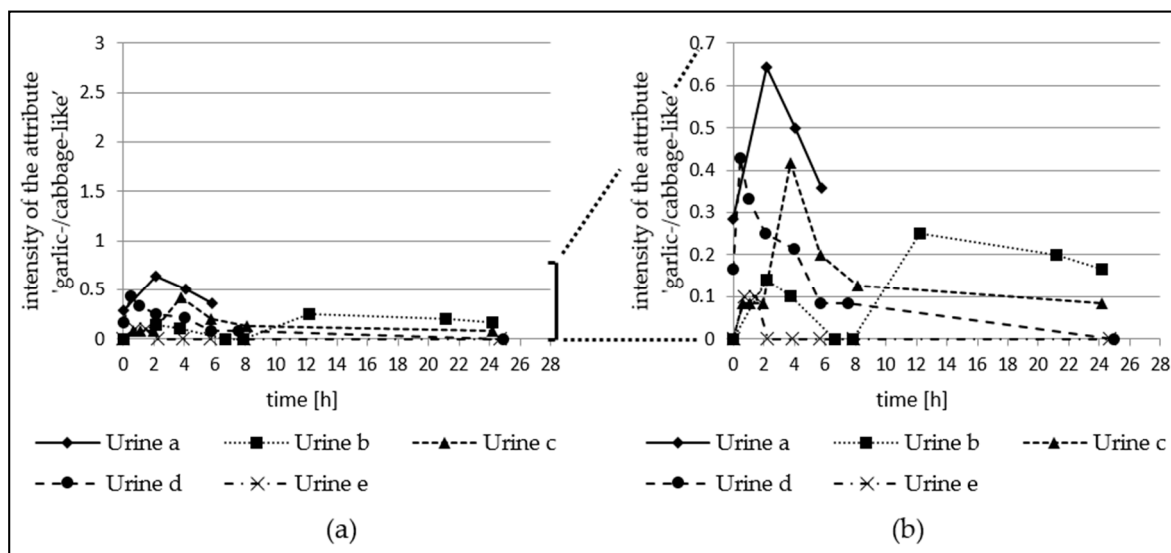 intensity of the attribute
'garlic-/cabbage-like'
3
2.5
2
1.5
1
0.5
0
0 2 4 6 8 10 12 14 16 18 20 22 24 26 28
time [h]
Urine a Urine b Urine c
Urine d Urine e
(a)
intensity of the attribute
'garlic-/cabbage-like'
0.7
0.6
0.5
0.4
0.3
0.2
0.1
0
0 2 4 6 8 10 12 14 16 18 20 22 24 26 28
time [h]
Urine a Urine b Urine c
Urine d Urine e
(b)